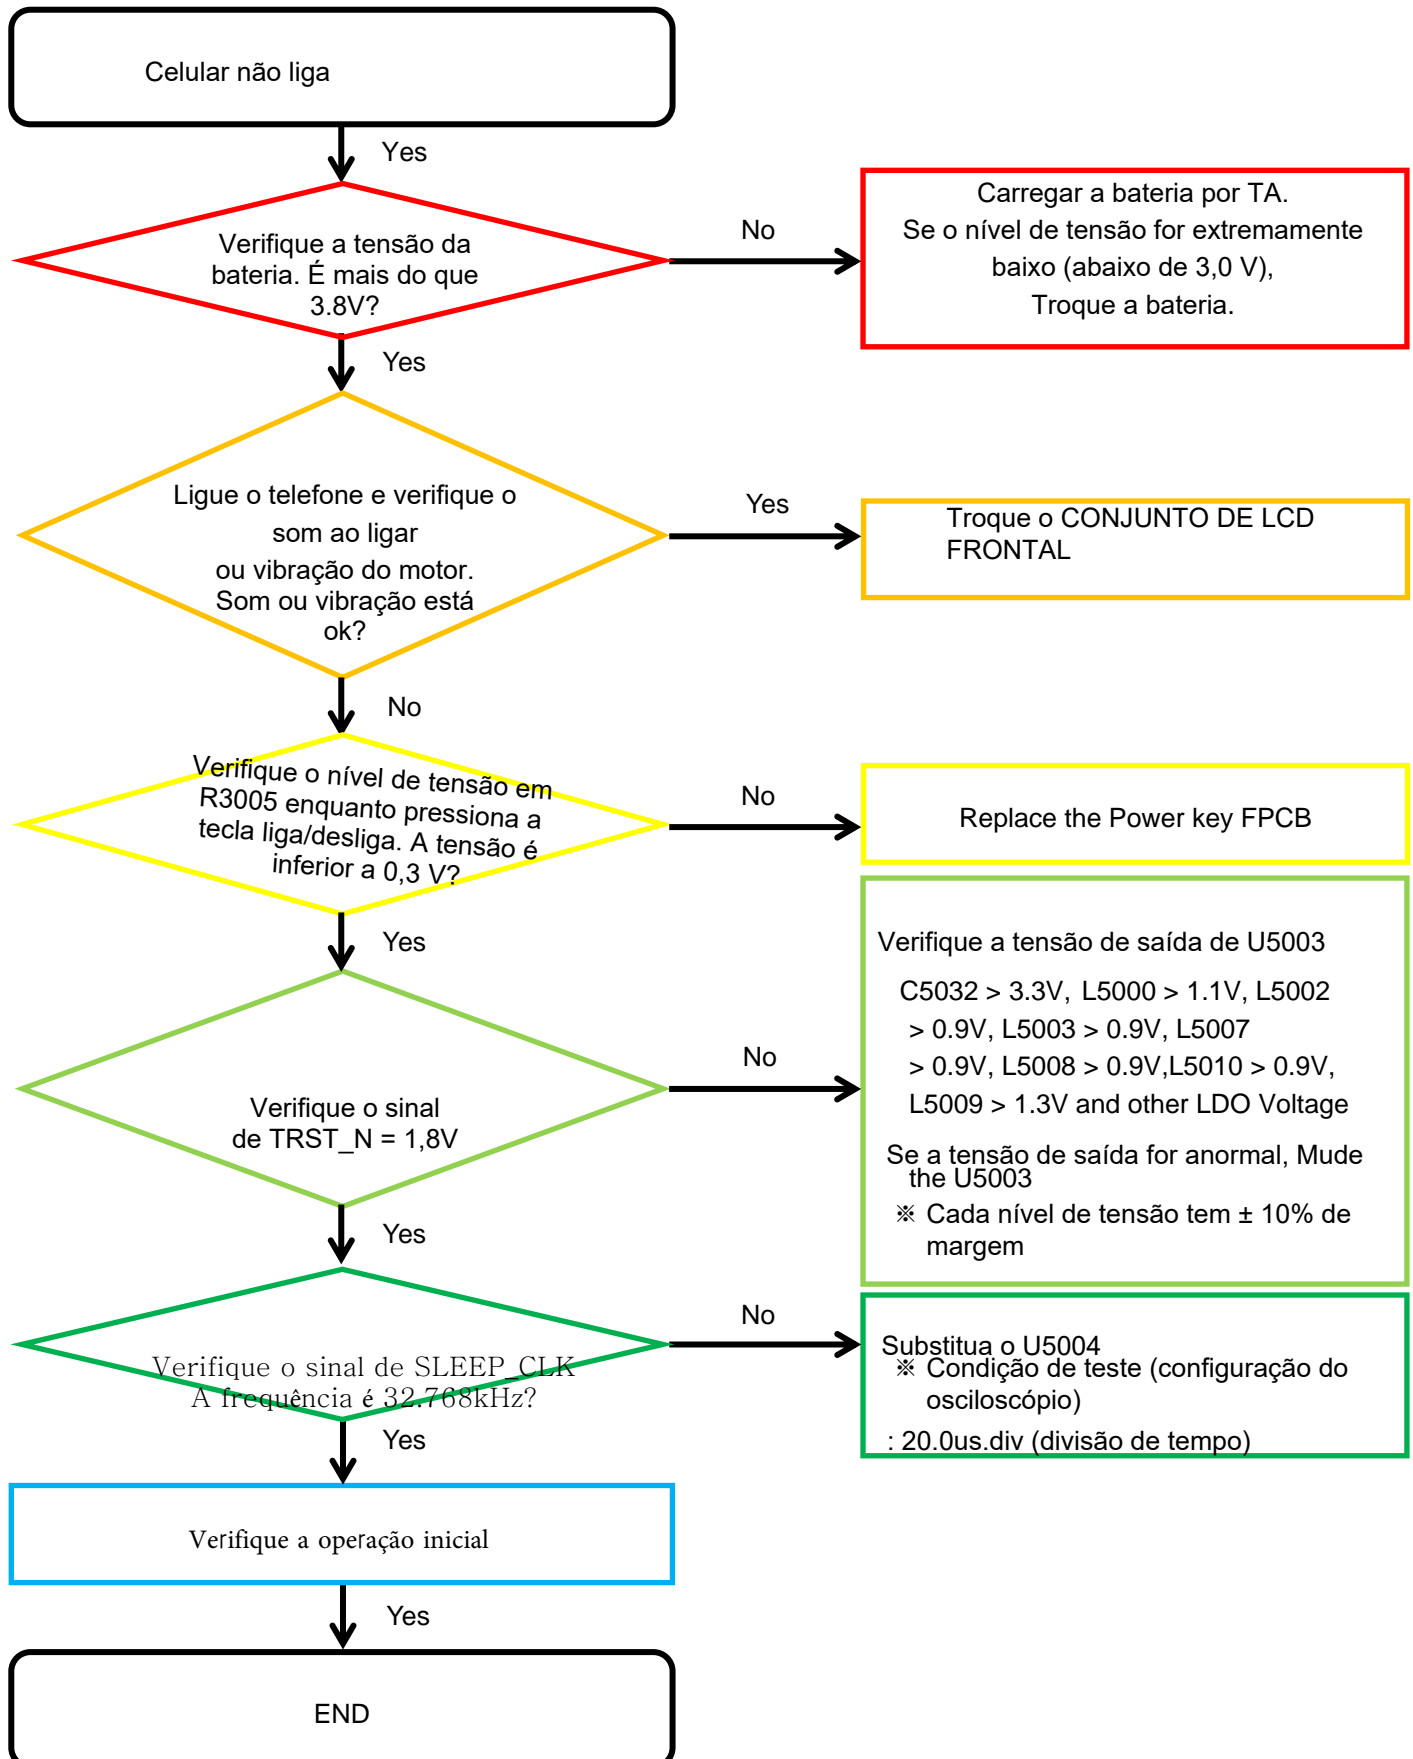 Celular não liga
Yes
Verifique a tensão da
bateria. É mais do que
3.8V?
No
Carregar a bateria por TA.
Se o nível de tensão for extremamente
baixo (abaixo de 3,0 V),
Troque a bateria.
Yes
Ligue o telefone e verifique o
som ao ligar
ou vibração do motor.
Som ou vibração está
ok?
Yes
Troque o CONJUNTO DE LCD
FRONTAL
No
Verifique o nível de tensão em
R3005 enquanto pressiona a
tecla liga/desliga. A tensão é
inferior a 0,3 V?
No
Replace the Power key FPCB
Yes
Verifique o sinal
de TRST_N = 1,8V
No
Verifique a tensão de saída de U5003
C5032 > 3.3V, L5000 > 1.1V, L5002
> 0.9V, L5003 > 0.9V, L5007
> 0.9V, L5008 > 0.9V,L5010 > 0.9V,
L5009 > 1.3V and other LDO Voltage
Se a tensão de saída for anormal, Mude
the U5003
※ Cada nível de tensão tem ± 10% de
margem
Yes
Verifique o sinal de SLEEP_CLK
A frequência é 32.768kHz?
No
Substitua o U5004
※ Condição de teste (configuração do
osciloscópio)
: 20.0us.div (divisão de tempo)
Yes
Verifique a operação inicial
Yes
END